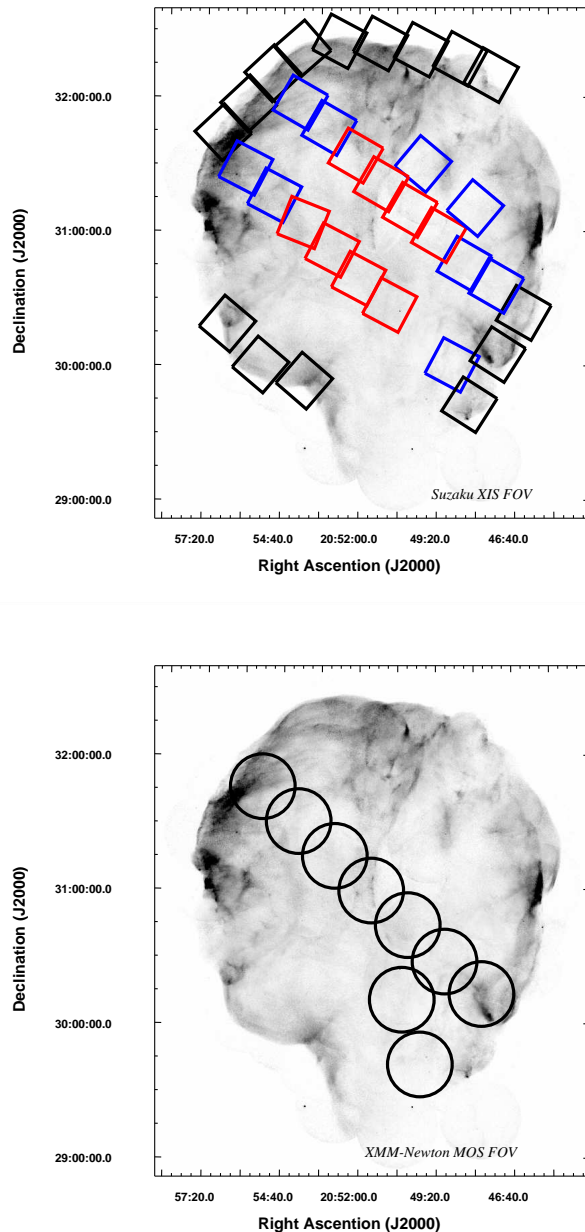 Declination (J2000)
32:00:00.0
31:00:00.0
30:00:00.0
29:00:00.0
Suzaku XIS FOV
57:20.0 54:40.0 20:52:00.0 49:20.0 46:40.0
Right Ascention (J2000)
Declination (J2000)
32:00:00.0
31:00:00.0
30:00:00.0
29:00:00.0
XMM-Newton MOS FOV
57:20.0 54:40.0 20:52:00.0 49:20.0 46:40.0
Right Ascention (J2000)